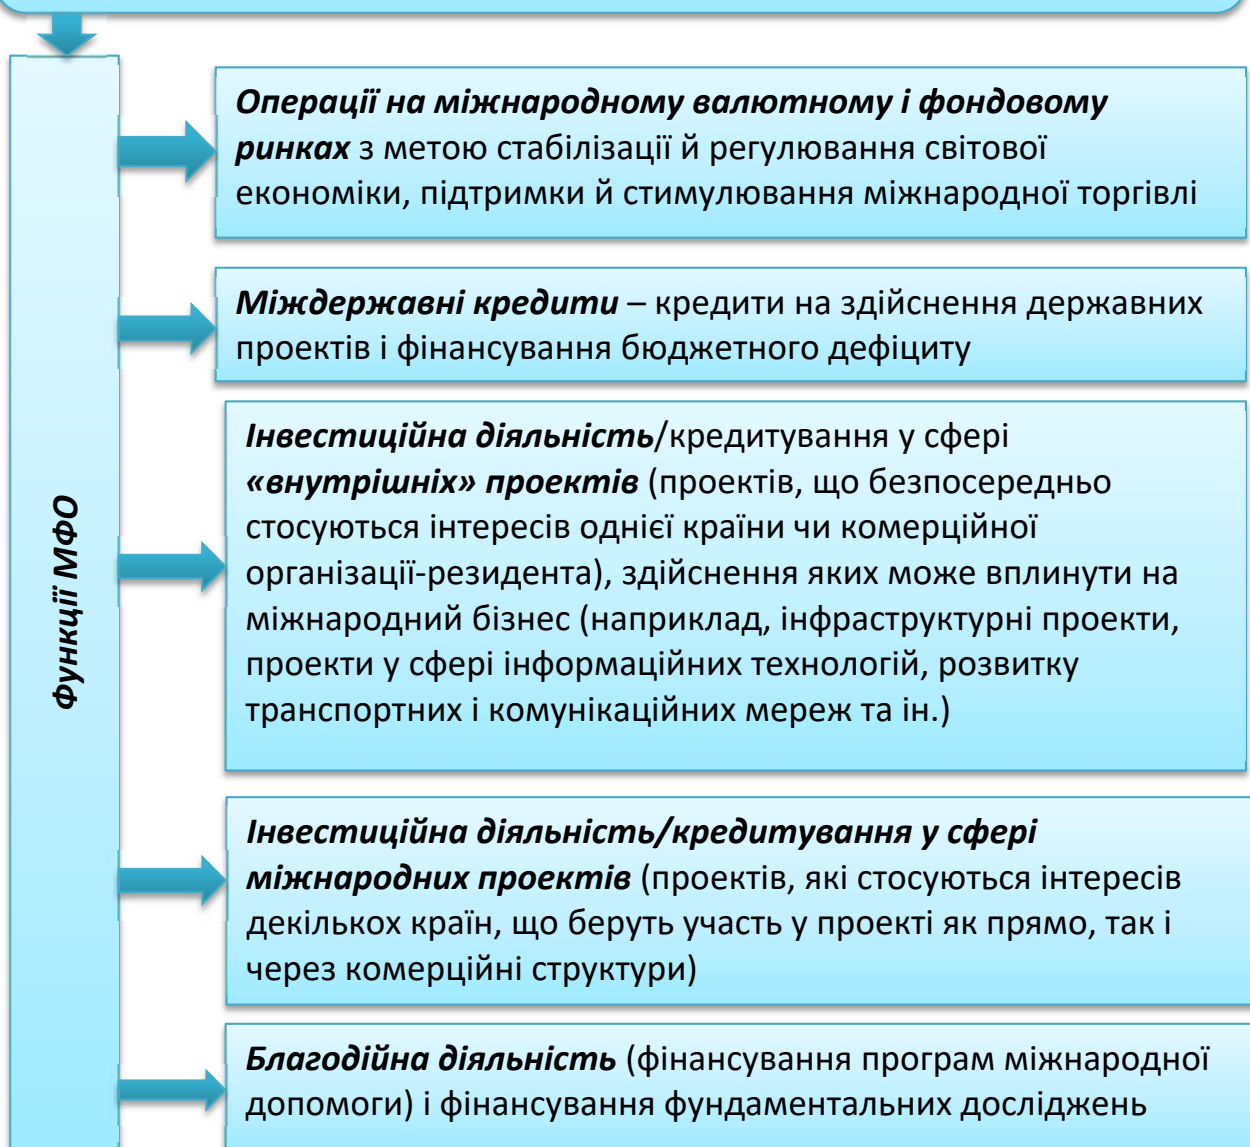 Функції МФО
Операції на міжнародному валютному і фондовому
ринках з метою стабілізації й регулювання світової
економіки, підтримки й стимулювання міжнародної торгівлі
Міждержавні кредити – кредити на здійснення державних
проектів і фінансування бюджетного дефіциту
Інвестиційна діяльність/кредитування у сфері
«внутрішніх» проектів (проектів, що безпосередньо
стосуються інтересів однієї країни чи комерційної
організації-резидента), здійснення яких може вплинути на
міжнародний бізнес (наприклад, інфраструктурні проекти,
проекти у сфері інформаційних технологій, розвитку
транспортних і комунікаційних мереж та ін.)
Інвестиційна діяльність/кредитування у сфері
міжнародних проектів (проектів, які стосуються інтересів
декількох країн, що беруть участь у проекті як прямо, так і
через комерційні структури)
Благодійна діяльність (фінансування програм міжнародної
допомоги) і фінансування фундаментальних досліджень